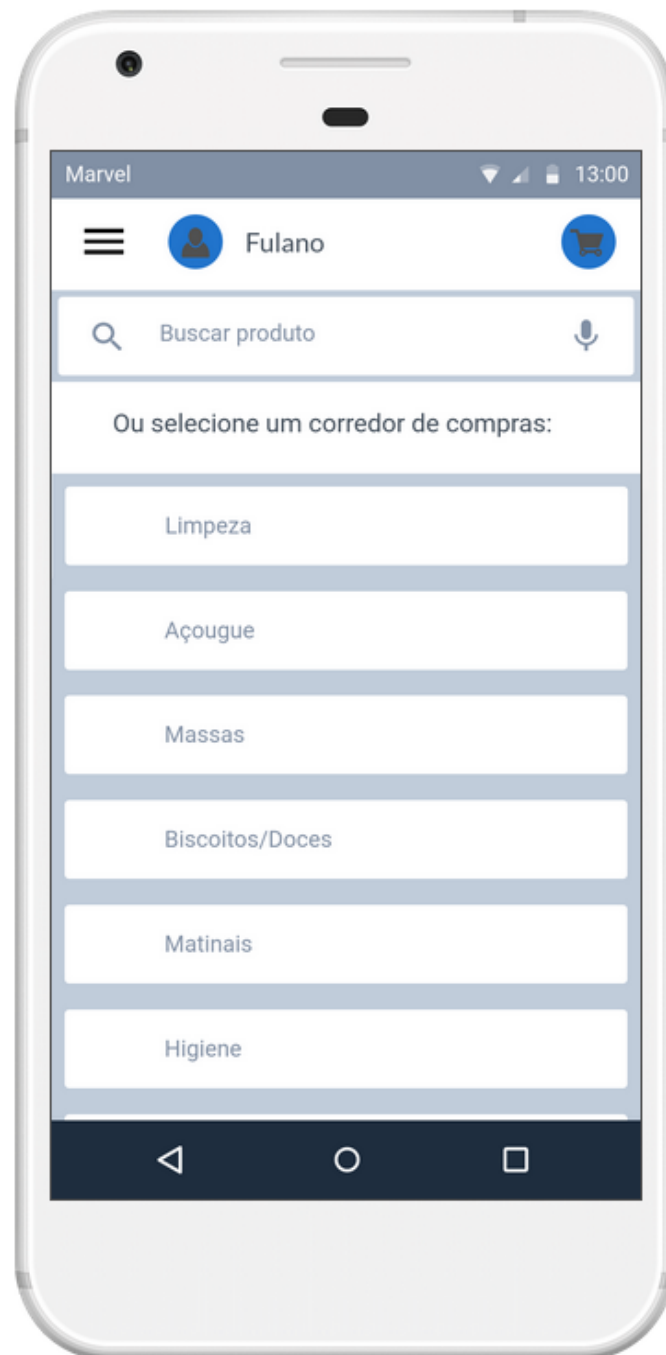 Marvel 13:00
Fulano
Buscar produto
Ou selecione um corredor de compras:
Limpeza
Açougue
Massas
Biscoitos/Doces
Matinais
Higiene